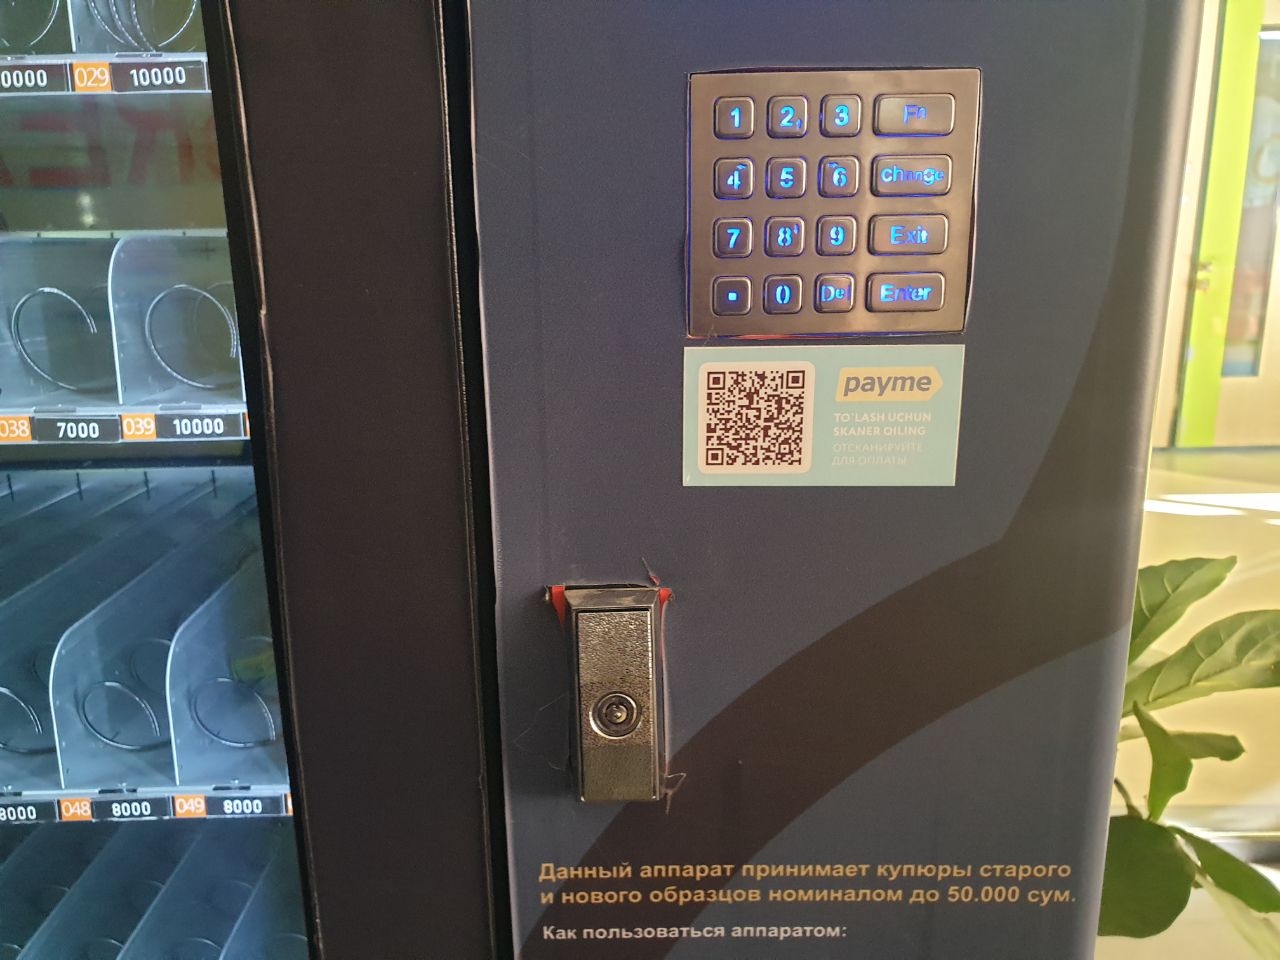 0000 029 10000
1 2 3 Fn
4 5 6 change
7 8 9 Exit
. 0 Del Enter
payme
TO'LASH UCHUN
SKANER QILING
ОТСКАНИРУЙТЕ
ДЛЯ ОПЛАТЫ
038 7000 039 10000
8000 048 8000 049 8000
Данный аппарат принимает купюры старого
и нового образцов номиналом до 50.000 сум.
Как пользоваться аппаратом: